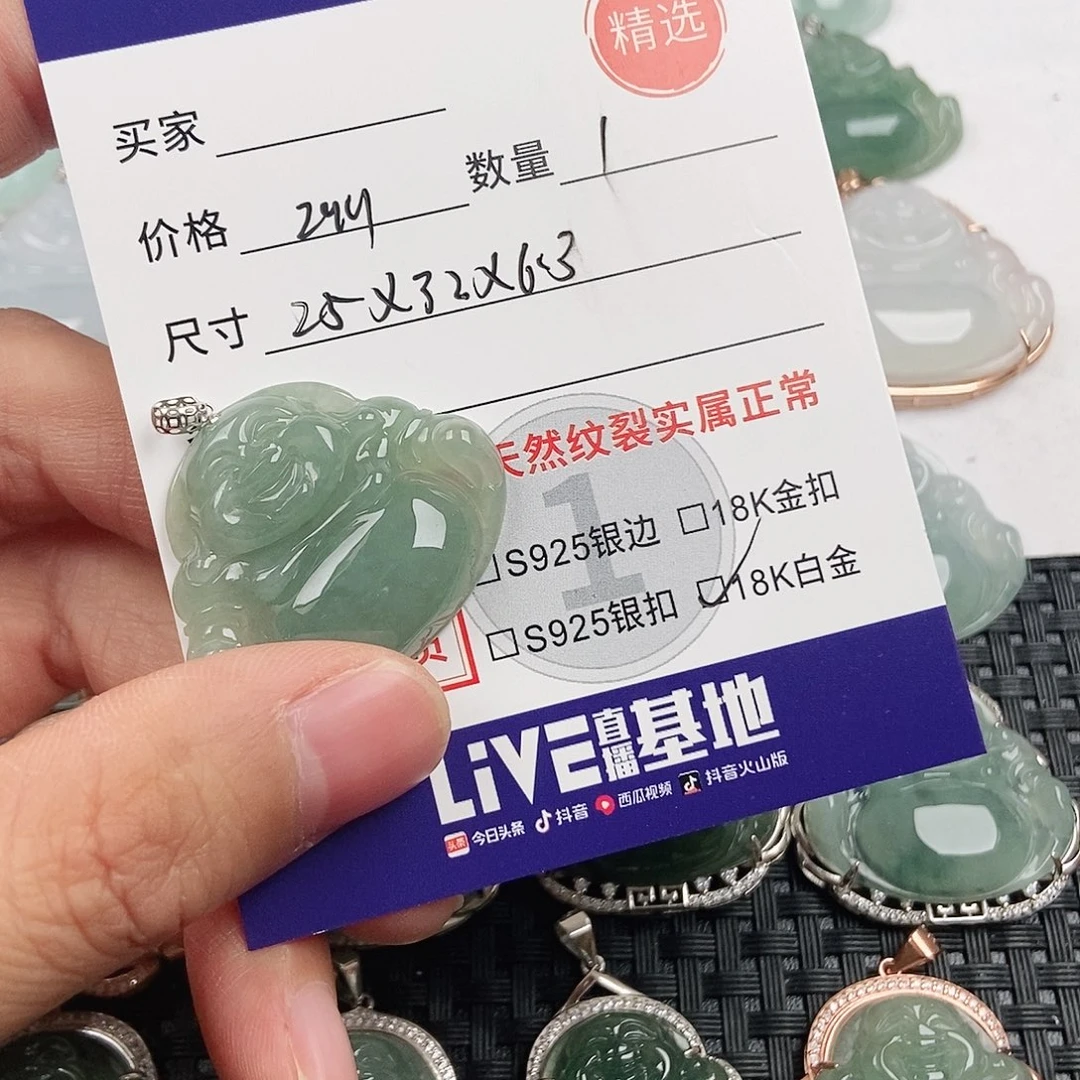 精选
买家
数量 1
价格 244
尺寸 25X32X6.3
天然纹裂实属正常
1
S925银边 18K金扣
S925银扣 18K白金
LiVE直播基地
头条 今日头条 抖音 西瓜视频 抖音火山版